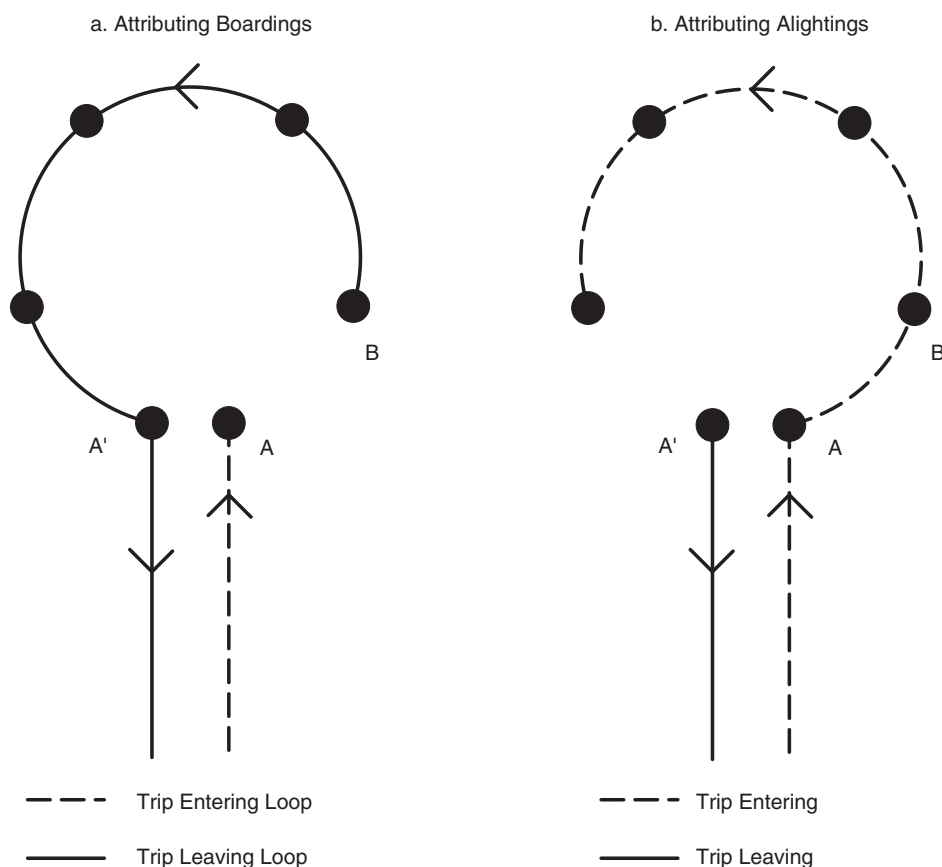 a. Attributing Boardings
B
A'
A
Trip Entering Loop
Trip Leaving Loop
b. Attributing Alightings
B
A'
A
Trip Entering
Trip Leaving